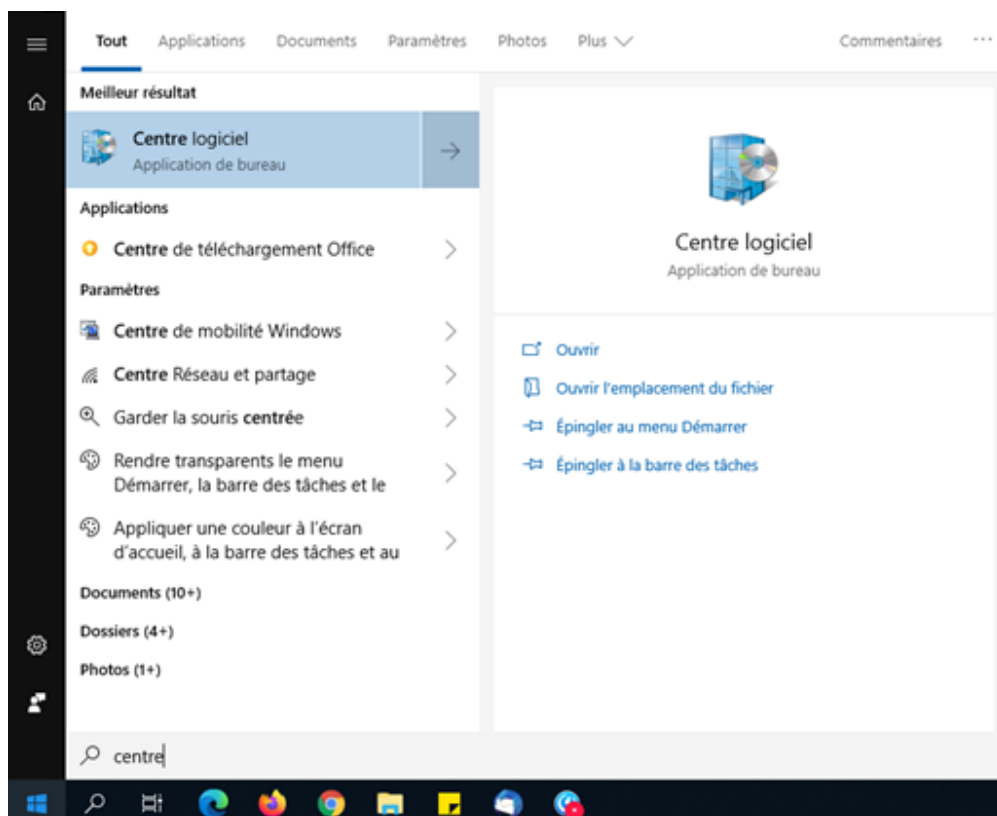 Tout Applications Documents Paramètres Photos Plus Commentaires ...
Meilleur résultat
Centre logiciel
Application de bureau
Applications
Centre de téléchargement Office
Paramètres
Centre de mobilité Windows
Centre Réseau et partage
Garder la souris centrée
Rendre transparents le menu
Démarrer, la barre des tâches et le
Appliquer une couleur à l'écran
d'accueil, à la barre des tâches et au
Documents (10+)
Dossiers (4+)
Photos (1+)
Centre logiciel
Application de bureau
Ouvrir
Ouvrir l'emplacement du fichier
Épingler au menu Démarrer
Épingler à la barre des tâches
centre